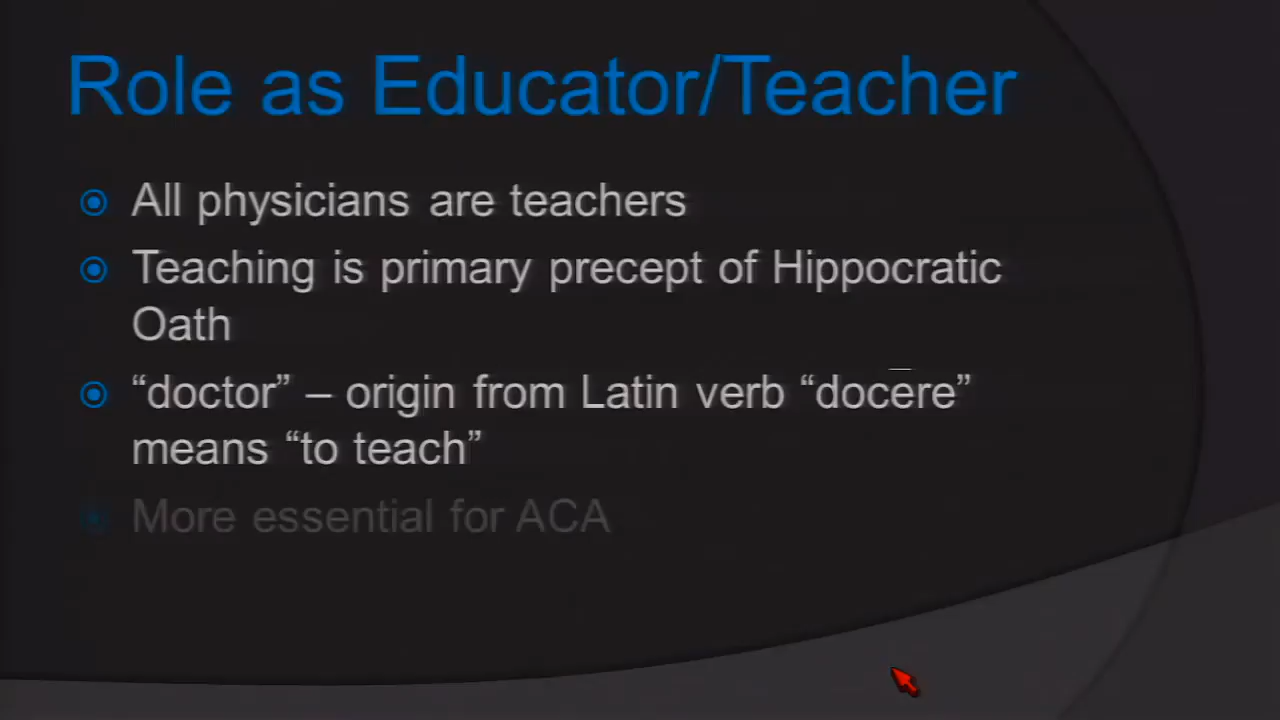 Role as Educator/Teacher
All physicians are teachers
Teaching is primary precept of Hippocratic
Oath
“doctor” – origin from Latin verb “docēre”
means “to teach”
More essential for ACA